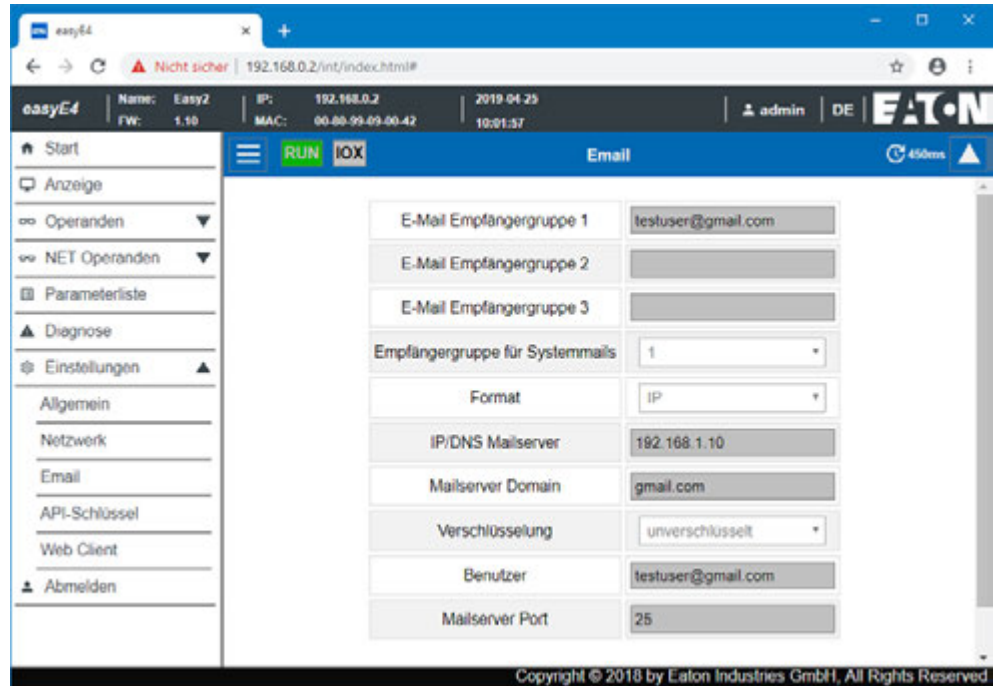 easyE4
Nicht sicher | 192.168.0.2/int/index.html#
easyE4
Name: Easy2
FW: 1.10
IP: 192.168.0.2
MAC: 00-80-99-09-00-42
2019-04-25
10:01:57
admin
DE
EATON
Start
RUN IOX
Email
450ms
Anzeige
Operanden
NET Operanden
Parameterliste
Diagnose
Einstellungen
Allgemein
Netzwerk
Email
API-Schlüssel
Web Client
Abmelden
E-Mail Empfängergruppe 1 testuser@gmail.com
E-Mail Empfängergruppe 2
E-Mail Empfängergruppe 3
Empfängergruppe für Systemmails 1
Format IP
IP/DNS Mailserver 192.168.1.10
Mailserver Domain gmail.com
Verschlüsselung unverschlüsselt
Benutzer testuser@gmail.com
Mailserver Port 25
Copyright © 2018 by Eaton Industries GmbH, All Rights Reserved